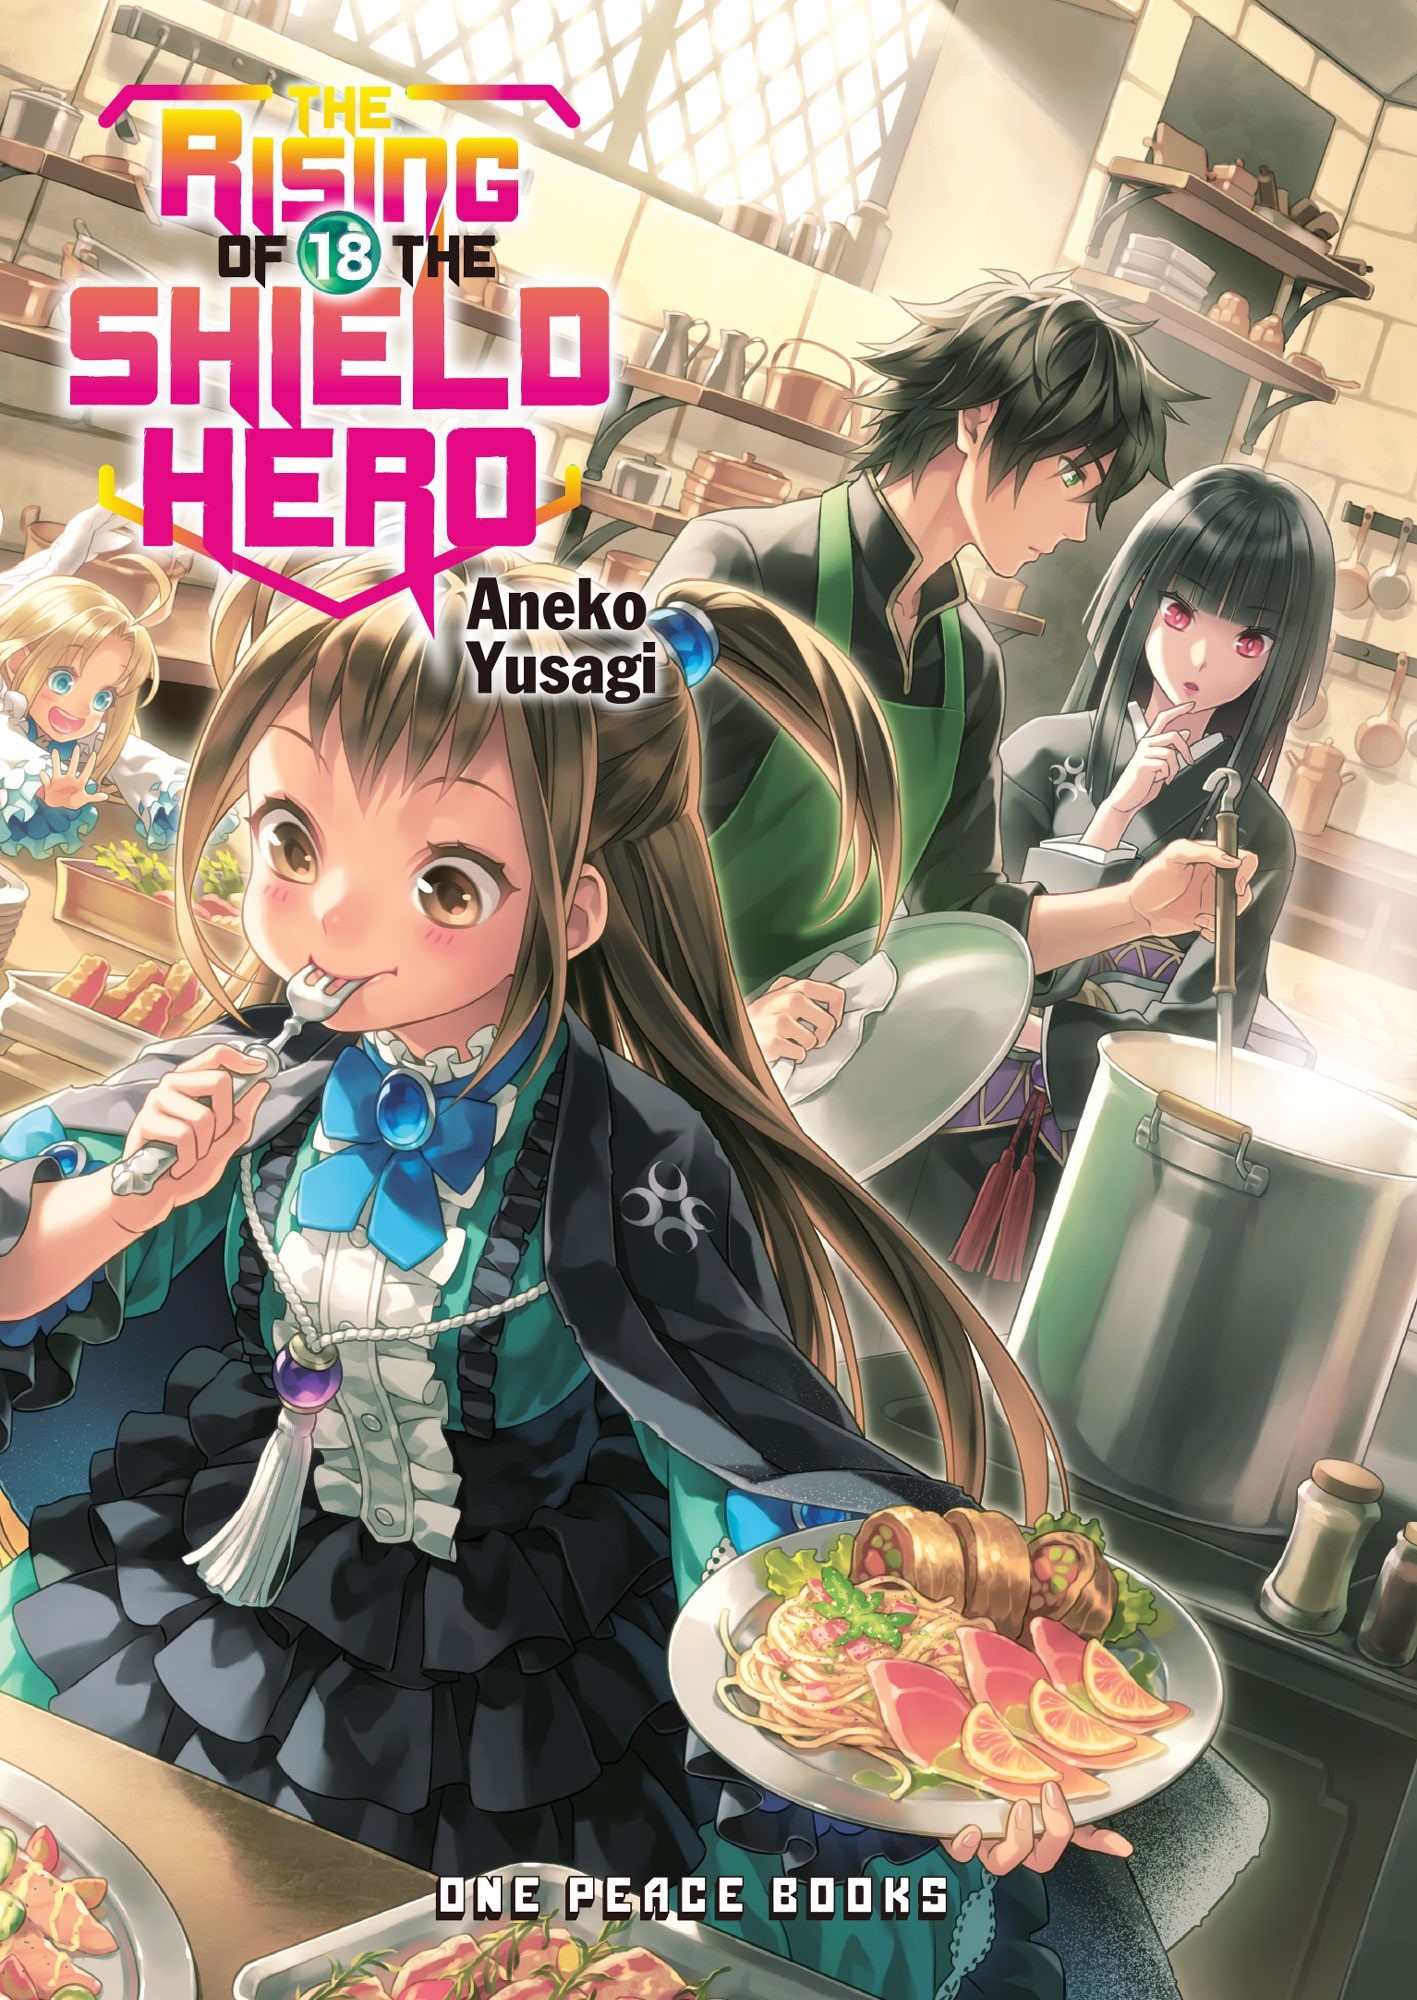 THE
RISING
OF 18 THE
SHIELD
HERO
Aneko
Yusagi
ONE PEACE BOOKS